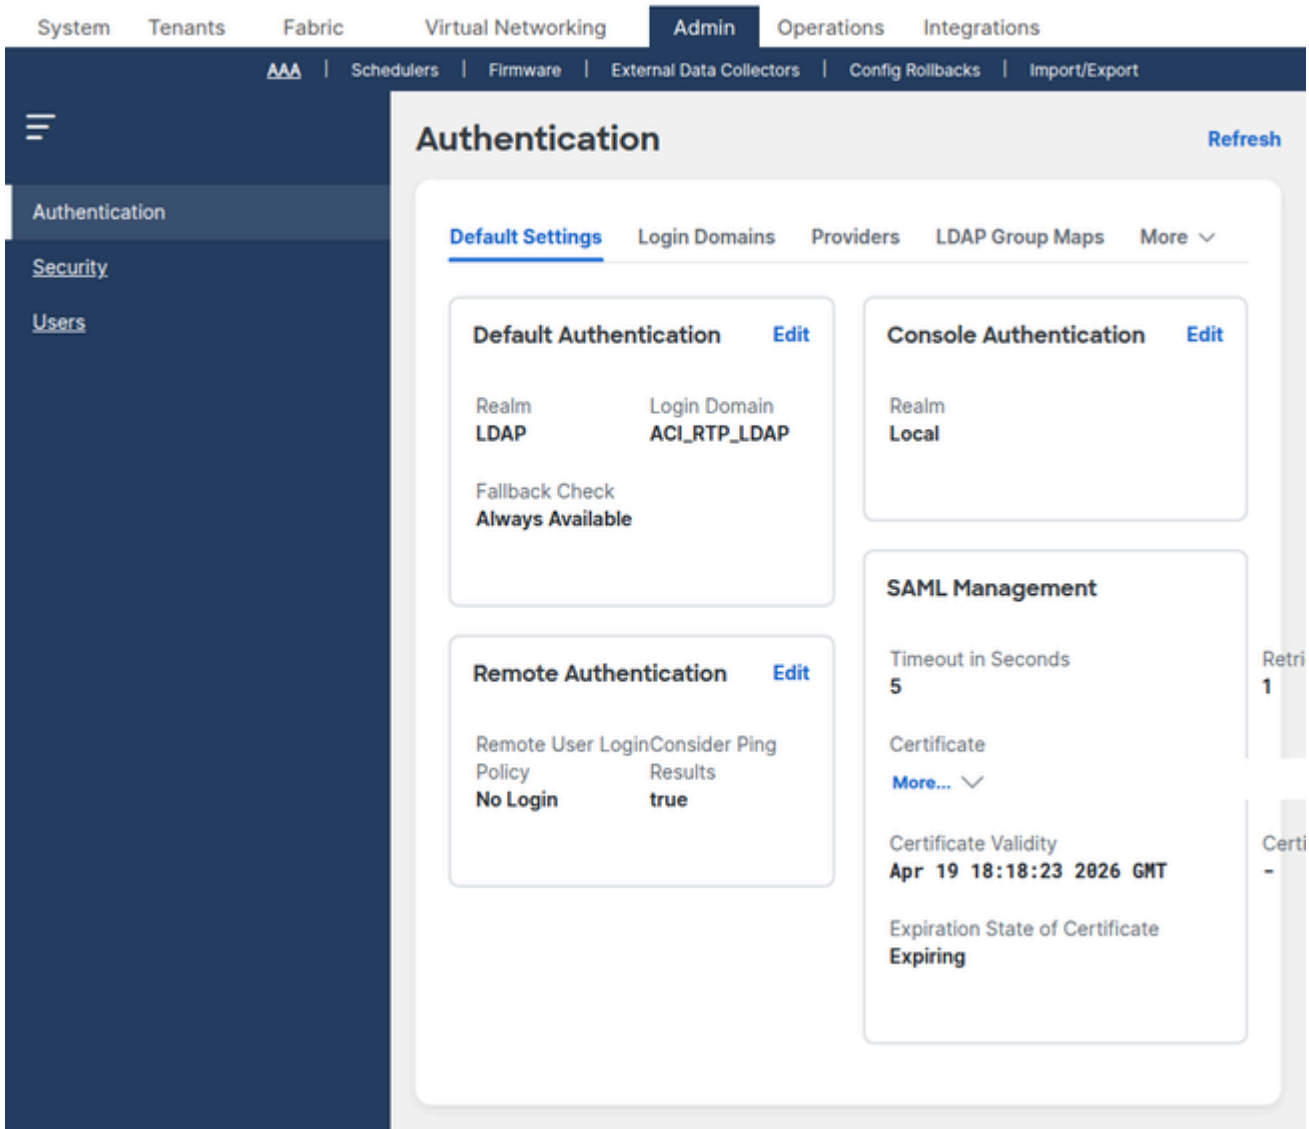 System Tenants Fabric Virtual Networking Admin Operations Integrations
AAA | Schedulers | Firmware | External Data Collectors | Config Rollbacks | Import/Export
Authentication
Security
Users
Authentication Refresh
Default Settings Login Domains Providers LDAP Group Maps More
Default Authentication Edit
Realm Login Domain
LDAP ACI_RTP_LDAP
Fallback Check
Always Available
Console Authentication Edit
Realm
Local
Remote Authentication Edit
Remote User Login Consider Ping
Policy Results
No Login true
SAML Management
Timeout in Seconds Retri
5 1
Certificate
More...
Certificate Validity Certi
Apr 19 18:18:23 2026 GMT -
Expiration State of Certificate
Expiring